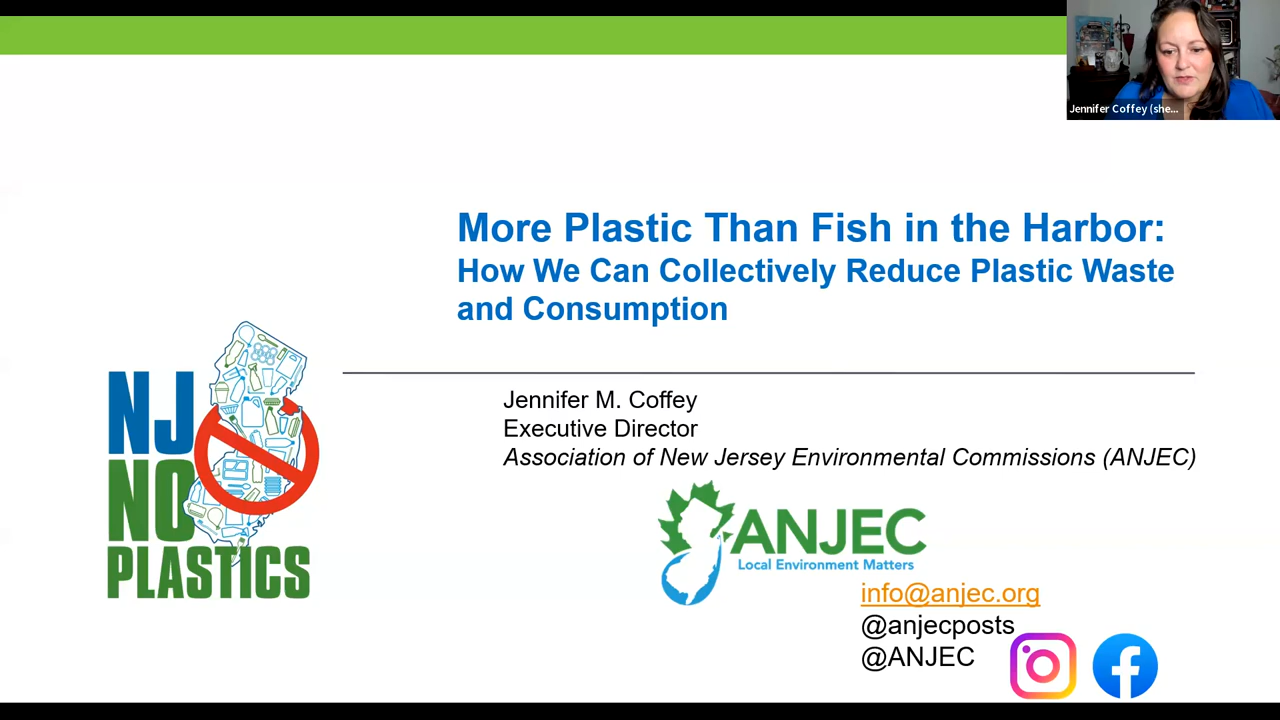 Jennifer Coffey (she...
More Plastic Than Fish in the Harbor:
How We Can Collectively Reduce Plastic Waste
and Consumption
NJ
NO
PLASTICS
Jennifer M. Coffey
Executive Director
Association of New Jersey Environmental Commissions (ANJEC)
ANJEC
Local Environment Matters
info@anjec.org
@anjecposts
@ANJEC